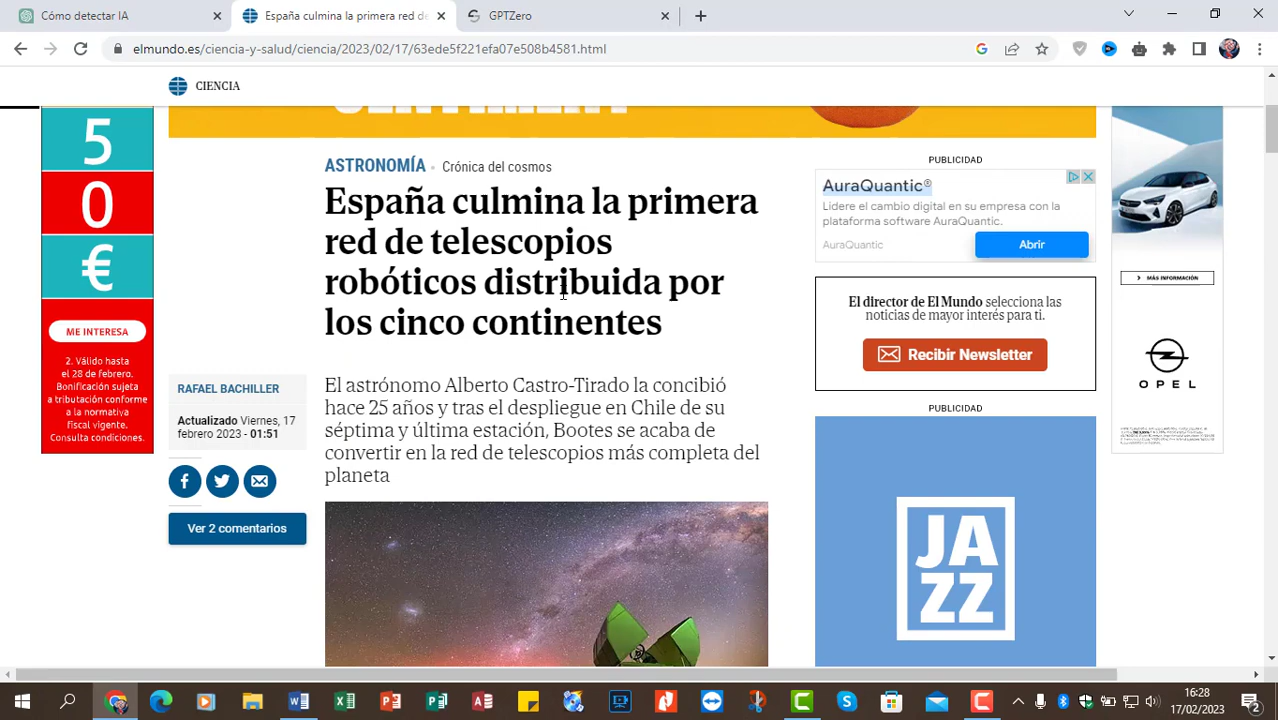 Cómo detectar IA
España culmina la primera red de
GPTZero
elmundo.es/ciencia-y-salud/ciencia/2023/02/17/63ede5f221efa07e508b4581.html
CIENCIA
5
0
€
ME INTERESA
2. Válido hasta
el 28 de febrero.
Bonificación sujeta
a tributación conforme
a la normativa
fiscal vigente.
Consulta condiciones.
ASTRONOMÍA
Crónica del cosmos
España culmina la primera
red de telescopios
robóticos distribuida por
los cinco continentes
RAFAEL BACHILLER
Actualizado Viernes, 17
febrero 2023 - 01:51
Ver 2 comentarios
El astrónomo Alberto Castro-Tirado la concibió
hace 25 años y tras el despliegue en Chile de su
séptima y última estación, Bootes se acaba de
convertir en la red de telescopios más completa del
planeta
PUBLICIDAD
AuraQuantic®
Lidere el cambio digital en su empresa con la
plataforma software AuraQuantic.
AuraQuantic
Abrir
El director de El Mundo selecciona las
noticias de mayor interés para ti.
Recibir Newsletter
PUBLICIDAD
JA
ZZ
MÁS INFORMACIÓN
OPEL
16:28
17/02/2023
2